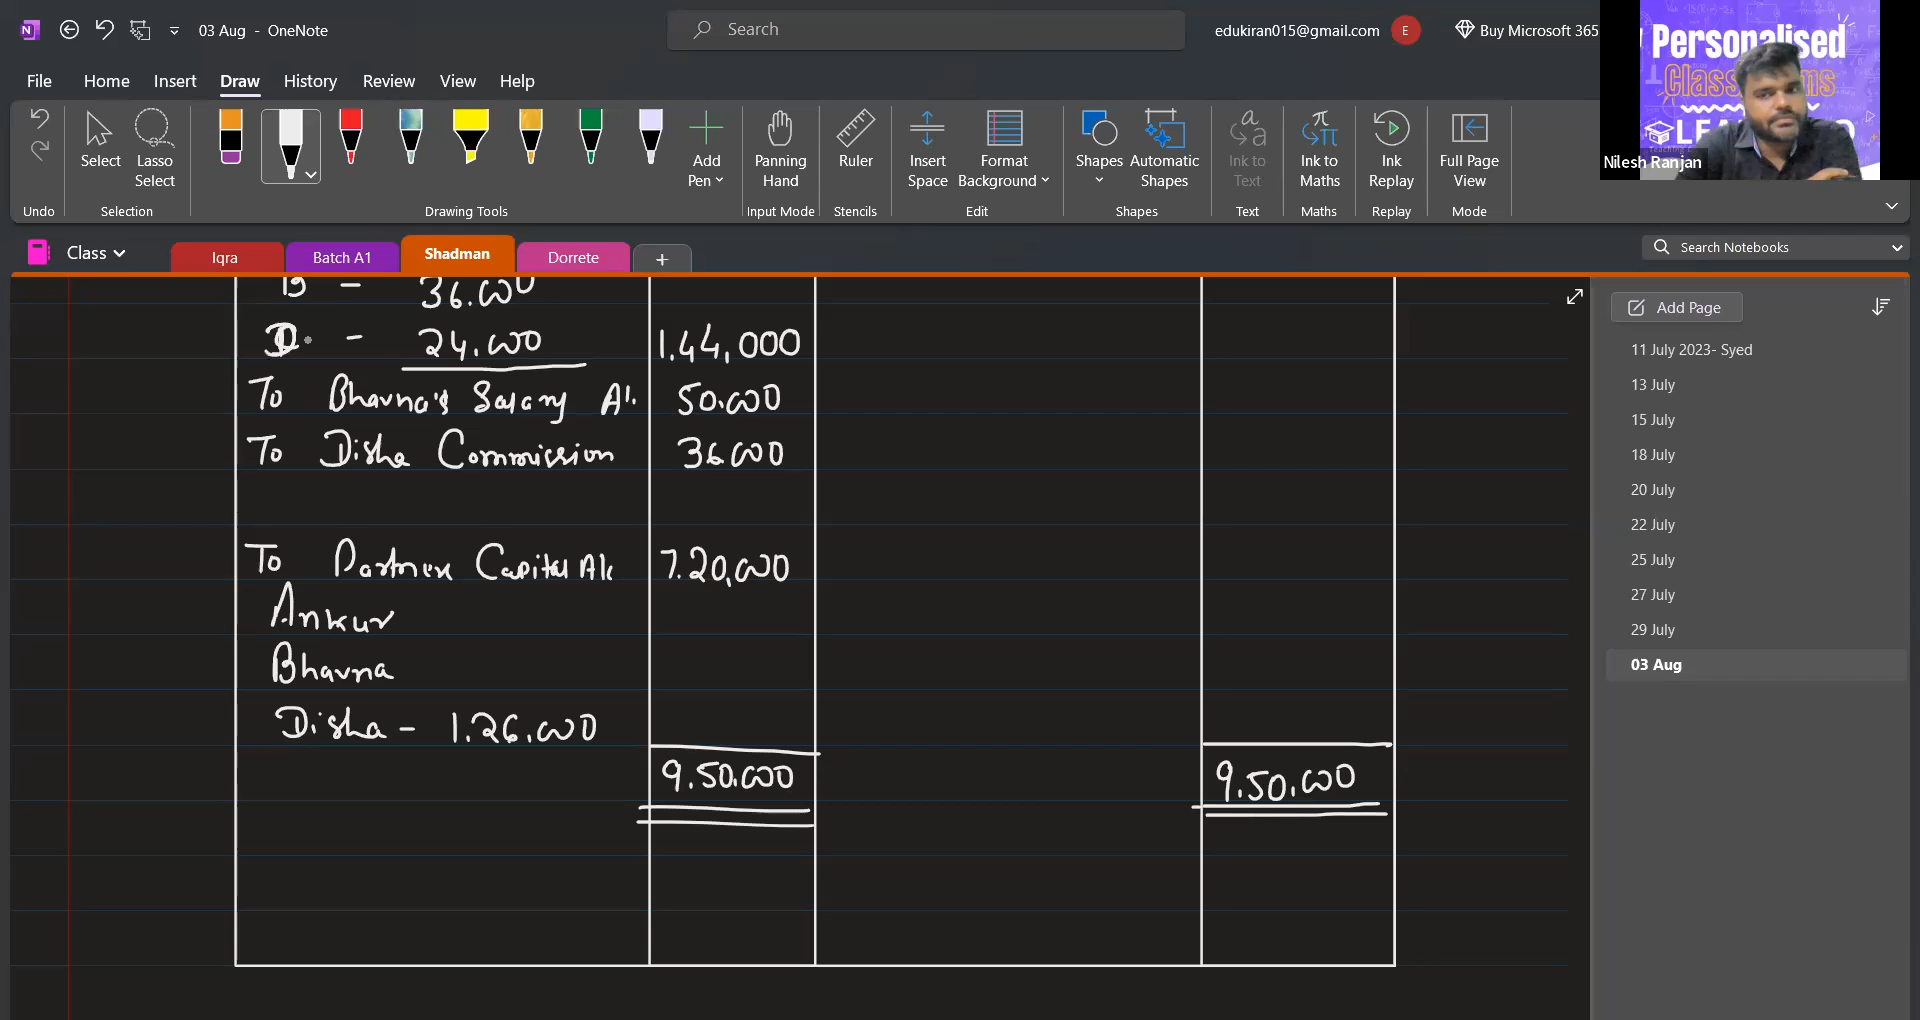 03 Aug - OneNote
Search
edukiran015@gmail.com
E
Buy Microsoft 365
Personalised
Nilesh Ranjan
File Home Insert Draw History Review View Help
Select
Lasso Select
Add Pen
Panning Hand
Ruler
Insert Space
Format Background
Shapes
Automatic Shapes
Ink to Text
Ink to Maths
Ink Replay
Full Page View
Undo Selection Drawing Tools Input Mode Stencils Edit Shapes Text Maths Replay Mode
Class
Iqra Batch A1 Shadman Dorrete +
Search Notebooks
Add Page
11 July 2023- Syed
13 July
15 July
18 July
20 July
22 July
25 July
27 July
29 July
03 Aug
B - 36.000
D - 24.000 1.44,000
To Bhavna's Salary A/c 50.000
To Disha Commission 36000
To Partners Capital A/c 7.20,000
Ankur
Bhavna
Disha - 1.26.000
9.50.000 9.50.000